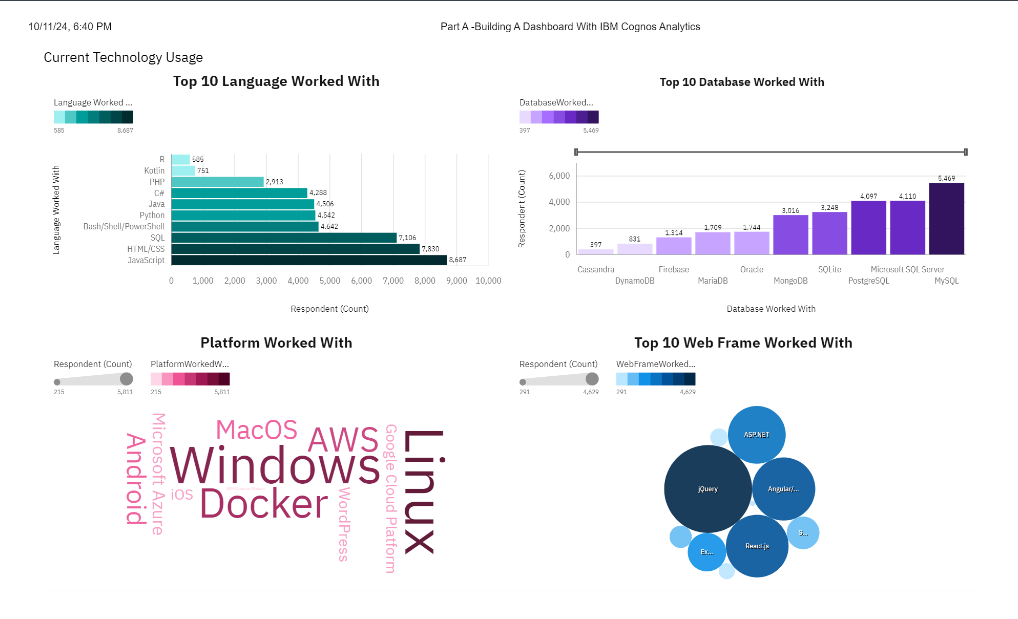 10/11/24, 6:40 PM
Part A -Building A Dashboard With IBM Cognos Analytics
Current Technology Usage
Top 10 Language Worked With
Language Worked ...
585 8,687
Language Worked With
R 585
Kotlin 751
PHP 2,913
C# 4,288
Java 4,506
Python 4,542
Bash/Shell/PowerShell 4,642
SQL 7,106
HTML/CSS 7,830
JavaScript 8,687
0 1,000 2,000 3,000 4,000 5,000 6,000 7,000 8,000 9,000 10,000
Respondent (Count)
Top 10 Database Worked With
DatabaseWorked...
397 5,469
Respondent (Count)
6,000
4,000
2,000
0
397 831 1,314 1,709 1,744 3,016 3,248 4,097 4,110 5,469
Cassandra Firebase Oracle SQLite Microsoft SQL Server
DynamoDB MariaDB MongoDB PostgreSQL MySQL
Database Worked With
Platform Worked With
Respondent (Count)
215 5,811
PlatformWorkedW...
215 5,811
Android
Microsoft Azure
MacOS
AWS
Windows
iOS
Docker
WordPress
Google Cloud Platform
Linux
Top 10 Web Frame Worked With
Respondent (Count)
291 4,629
WebFrameWorked...
291 4,629
ASP.NET
jQuery
Angular/...
S...
React.js
Ex...